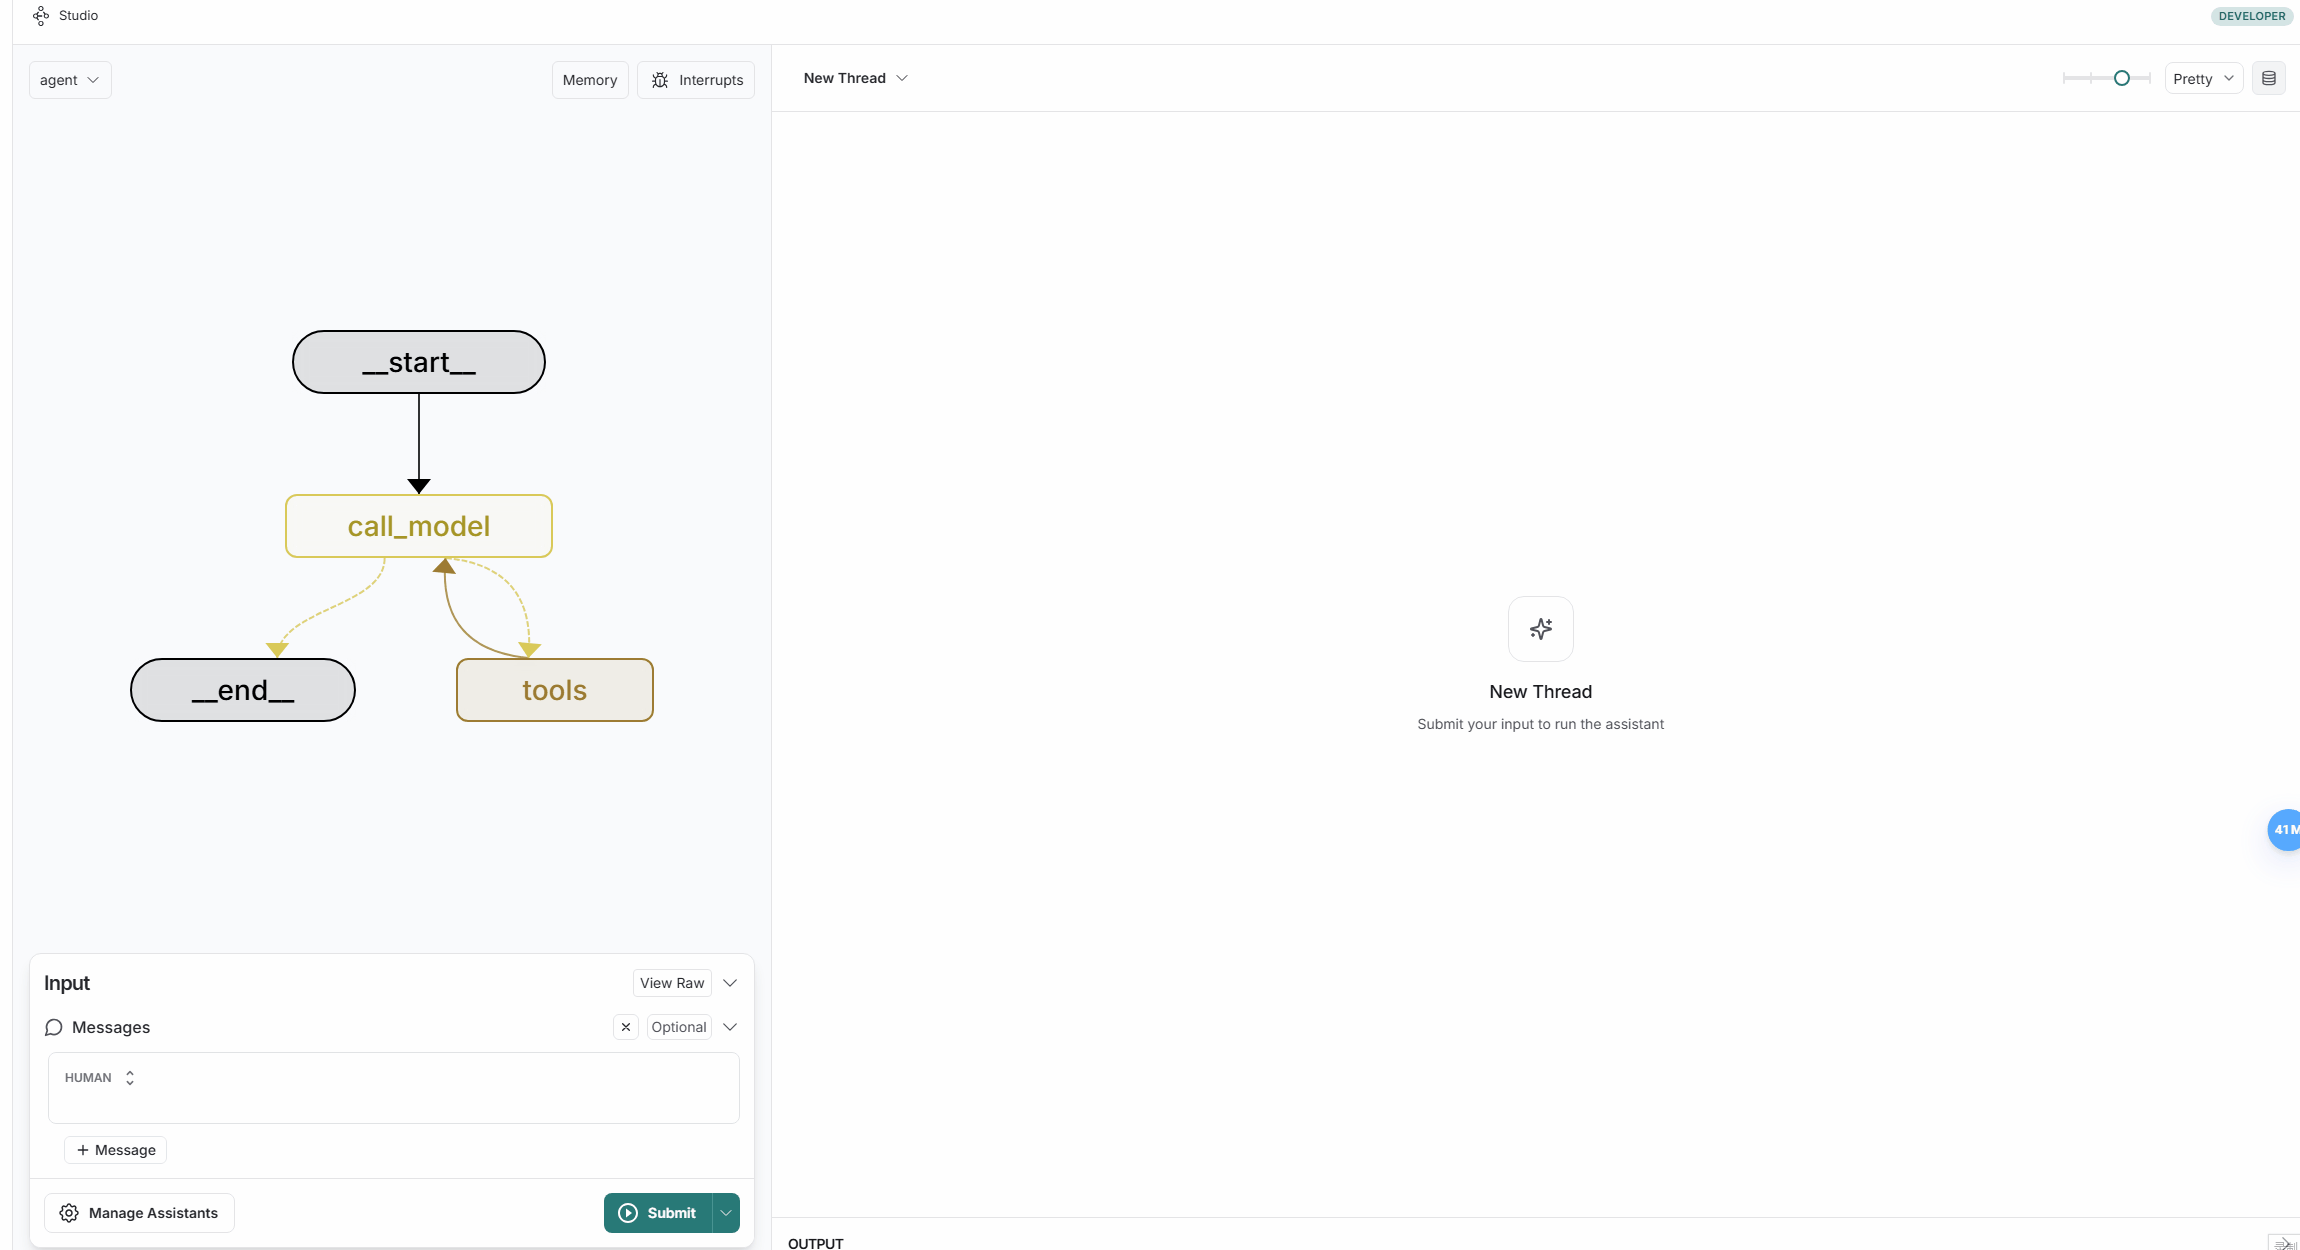 Studio
DEVELOPER
agent
Memory
Interrupts
New Thread
Pretty
__start__
call_model
__end__
tools
New Thread
Submit your input to run the assistant
41M
Input
View Raw
Messages
Optional
HUMAN
+ Message
Manage Assistants
Submit
OUTPUT